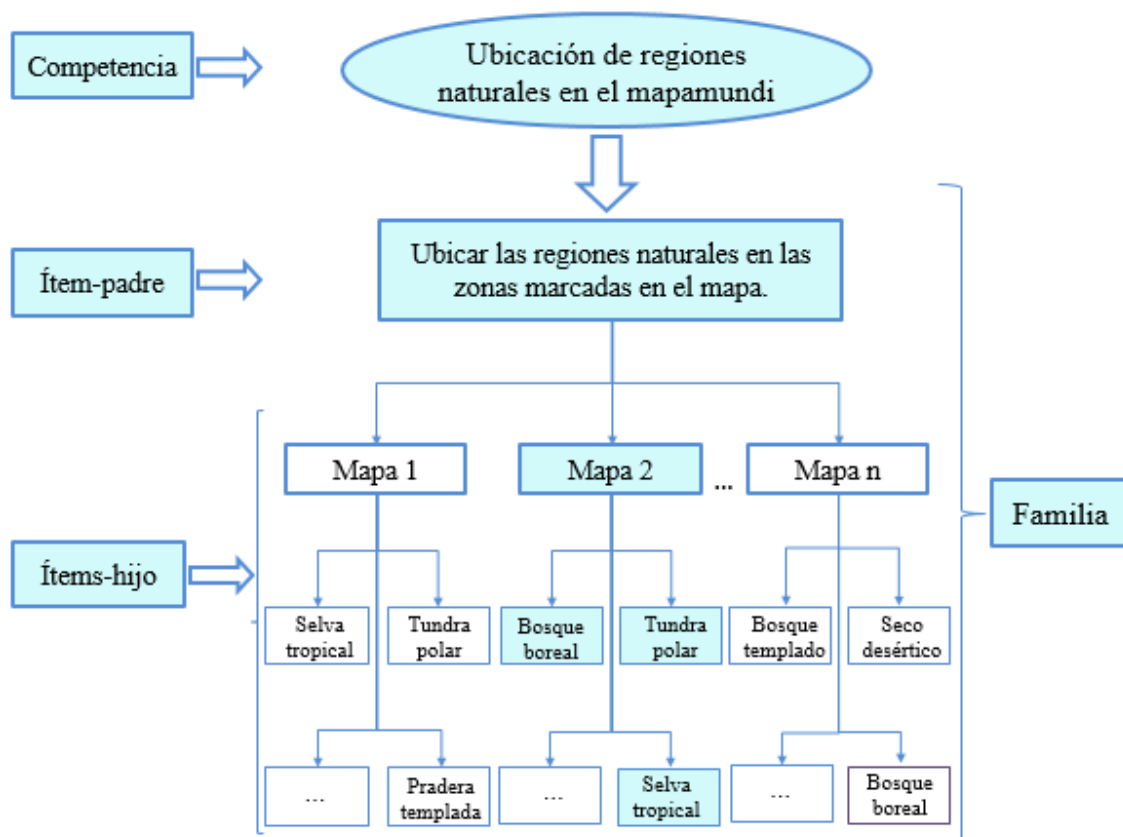 Competencia
Ubicación de regiones
naturales en el mapamundi
Ítem-padre
Ubicar las regiones naturales en las
zonas marcadas en el mapa.
Mapa 1
Mapa 2
...
Mapa n
Familia
Ítems-hijo
Selva
tropical
Tundra
polar
Bosque
boreal
Tundra
polar
Bosque
templado
Seco
desértico
...
Pradera
templada
...
Selva
tropical
...
Bosque
boreal